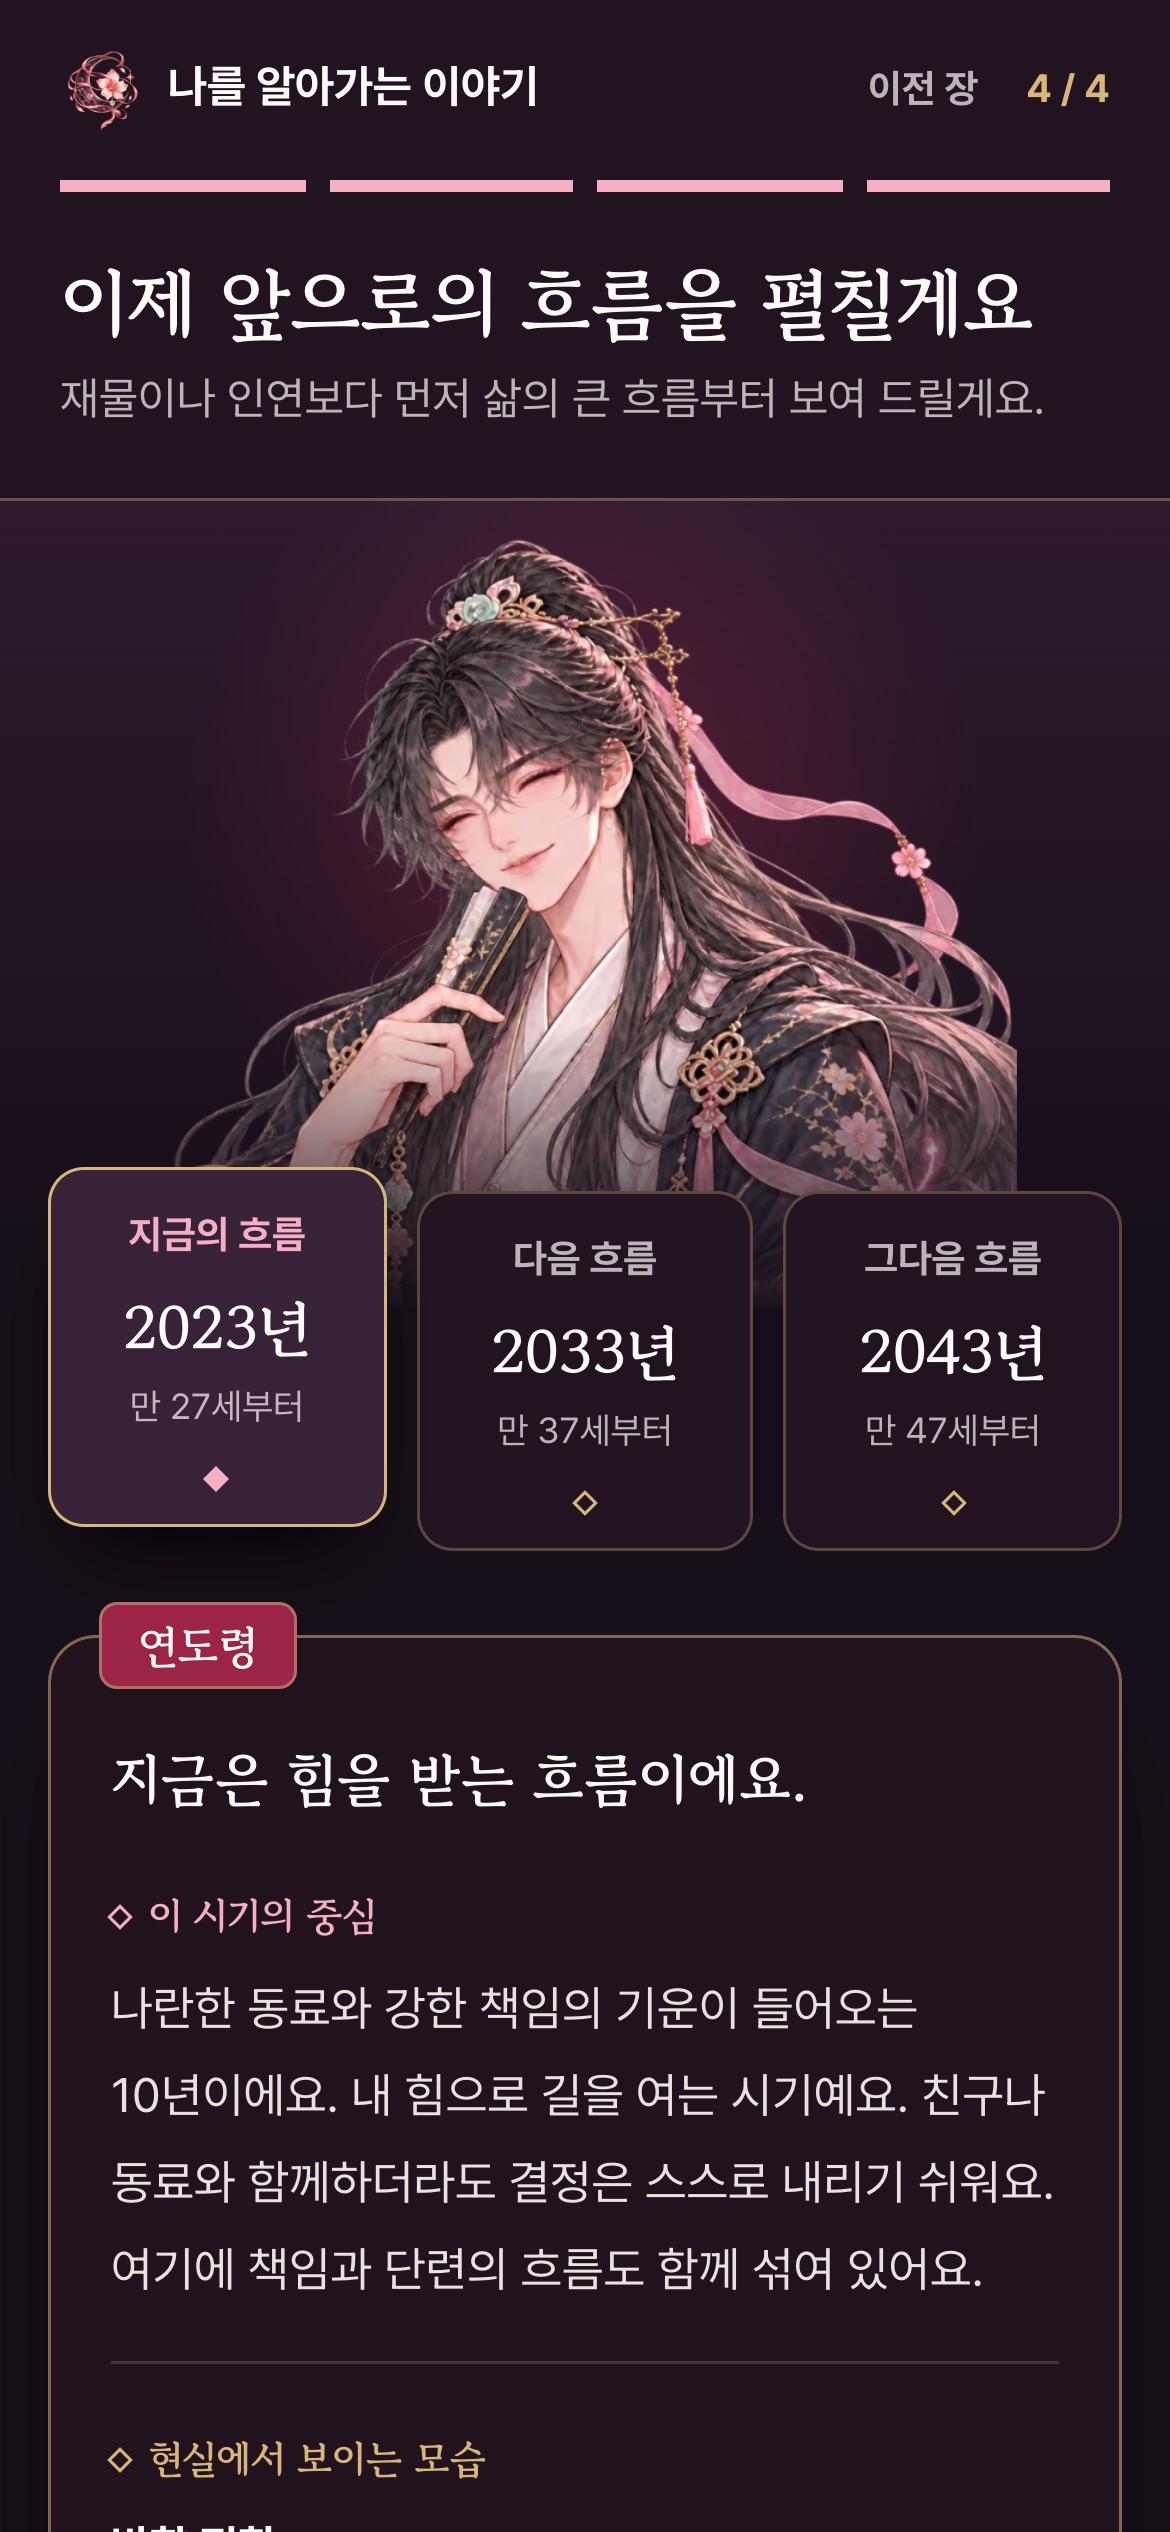 나를 알아가는 이야기
이전 장 4 / 4
이제 앞으로의 흐름을 펼칠게요
재물이나 인연보다 먼저 삶의 큰 흐름부터 보여 드릴게요.
지금의 흐름
2023년
만 27세부터
다음 흐름
2033년
만 37세부터
그다음 흐름
2043년
만 47세부터
연도령
지금은 힘을 받는 흐름이에요.
이 시기의 중심
나란한 동료와 강한 책임의 기운이 들어오는
10년이에요. 내 힘으로 길을 여는 시기예요. 친구나
동료와 함께하더라도 결정은 스스로 내리기 쉬워요.
여기에 책임과 단련의 흐름도 함께 섞여 있어요.
현실에서 보이는 모습